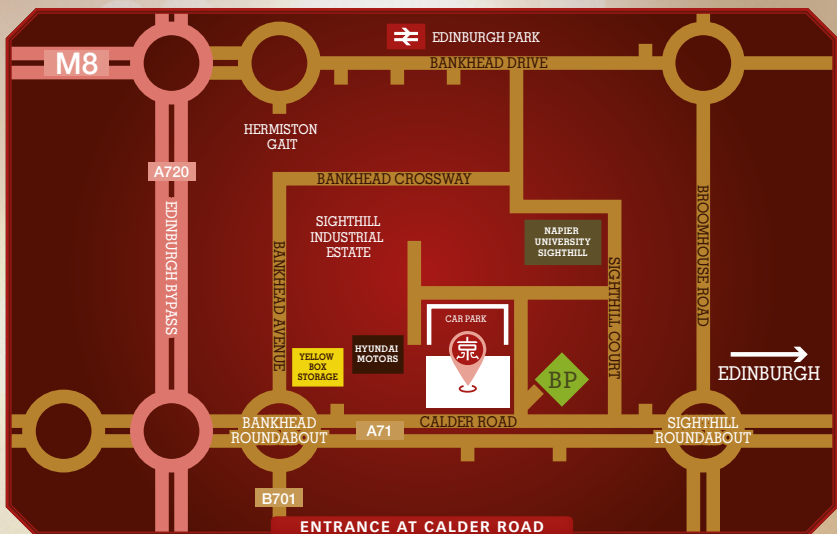 EDINBURGH PARK
M8
BANKHEAD DRIVE
HERMISTON
GAIT
A720
BANKHEAD CROSSWAY
EDINBURGH BYPASS
BANKHEAD AVENUE
SIGHTHILL
INDUSTRIAL
ESTATE
NAPIER
UNIVERSITY
SIGHTHILL
SIGHTHILL COURT
BROOMHOUSE ROAD
CAR PARK
京
YELLOW
BOX
STORAGE
HYUNDAI
MOTORS
BP
EDINBURGH
BANKHEAD
ROUNDABOUT
A71
CALDER ROAD
SIGHTHILL
ROUNDABOUT
B701
ENTRANCE AT CALDER ROAD